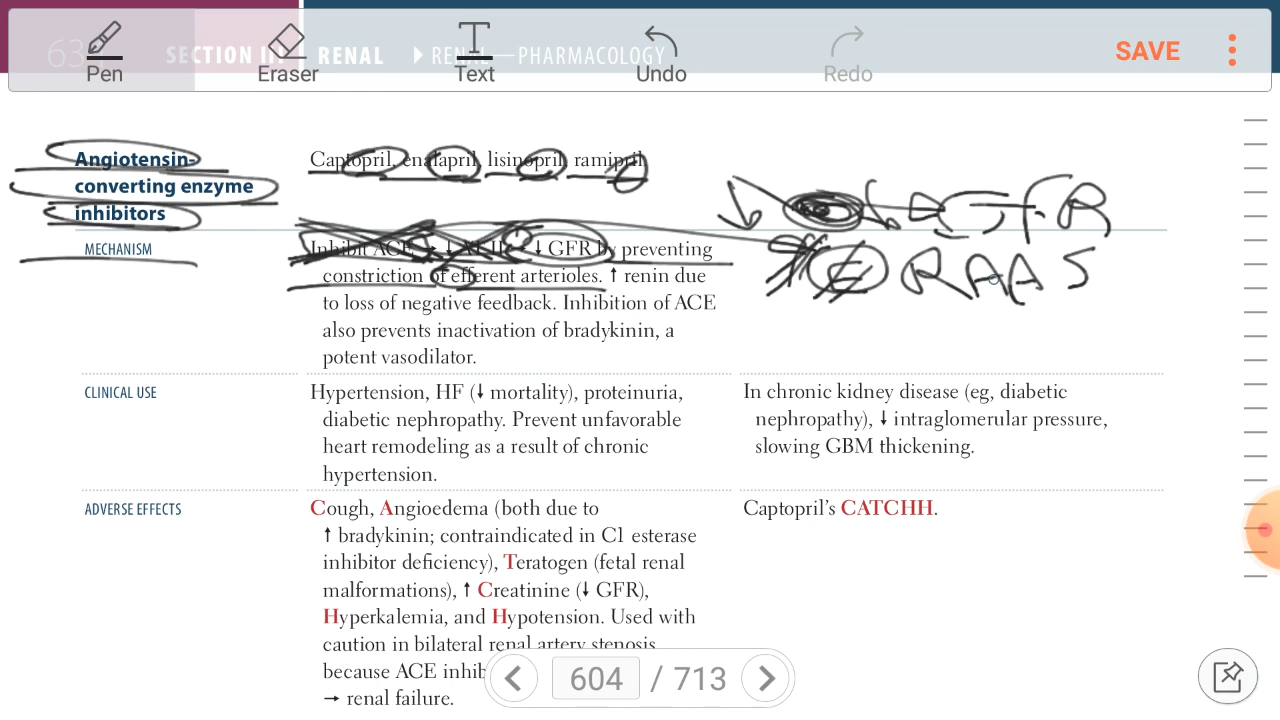 63
SECTION III RENAL ▶ RENAL—PHARMACOLOGY
Pen
Eraser
Text
Undo
Redo
SAVE
Angiotensin-
converting enzyme
inhibitors
Captopril, enalapril, lisinopril, ramipril.
MECHANISM
Inhibit ACE → ↓ AT II → ↓ GFR by preventing
constriction of efferent arterioles. ↑ renin due
to loss of negative feedback. Inhibition of ACE
also prevents inactivation of bradykinin, a
potent vasodilator.
GFR
RAAS
CLINICAL USE
Hypertension, HF (↓ mortality), proteinuria,
diabetic nephropathy. Prevent unfavorable
heart remodeling as a result of chronic
hypertension.
In chronic kidney disease (eg, diabetic
nephropathy), ↓ intraglomerular pressure,
slowing GBM thickening.
ADVERSE EFFECTS
Cough, Angioedema (both due to
↑ bradykinin; contraindicated in C1 esterase
inhibitor deficiency), Teratogen (fetal renal
malformations), ↑ Creatinine (↓ GFR),
Hyperkalemia, and Hypotension. Used with
caution in bilateral renal artery stenosis
because ACE inhib
→ renal failure.
Captopril's CATCHH.
604 / 713